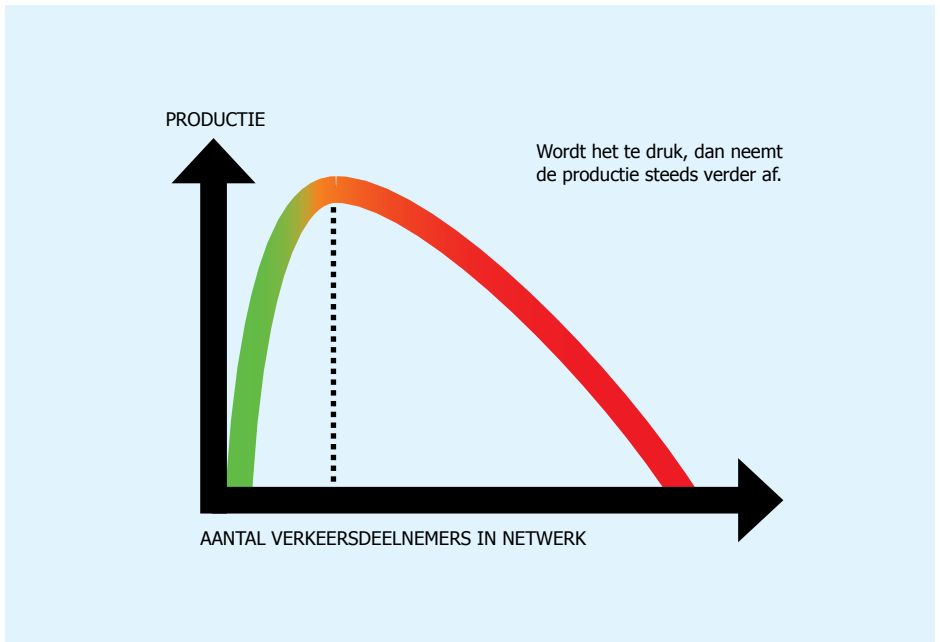 PRODUCTIE
Wordt het te druk, dan neemt
de productie steeds verder af.
AANTAL VERKEERSDEELNEMERS IN NETWERK